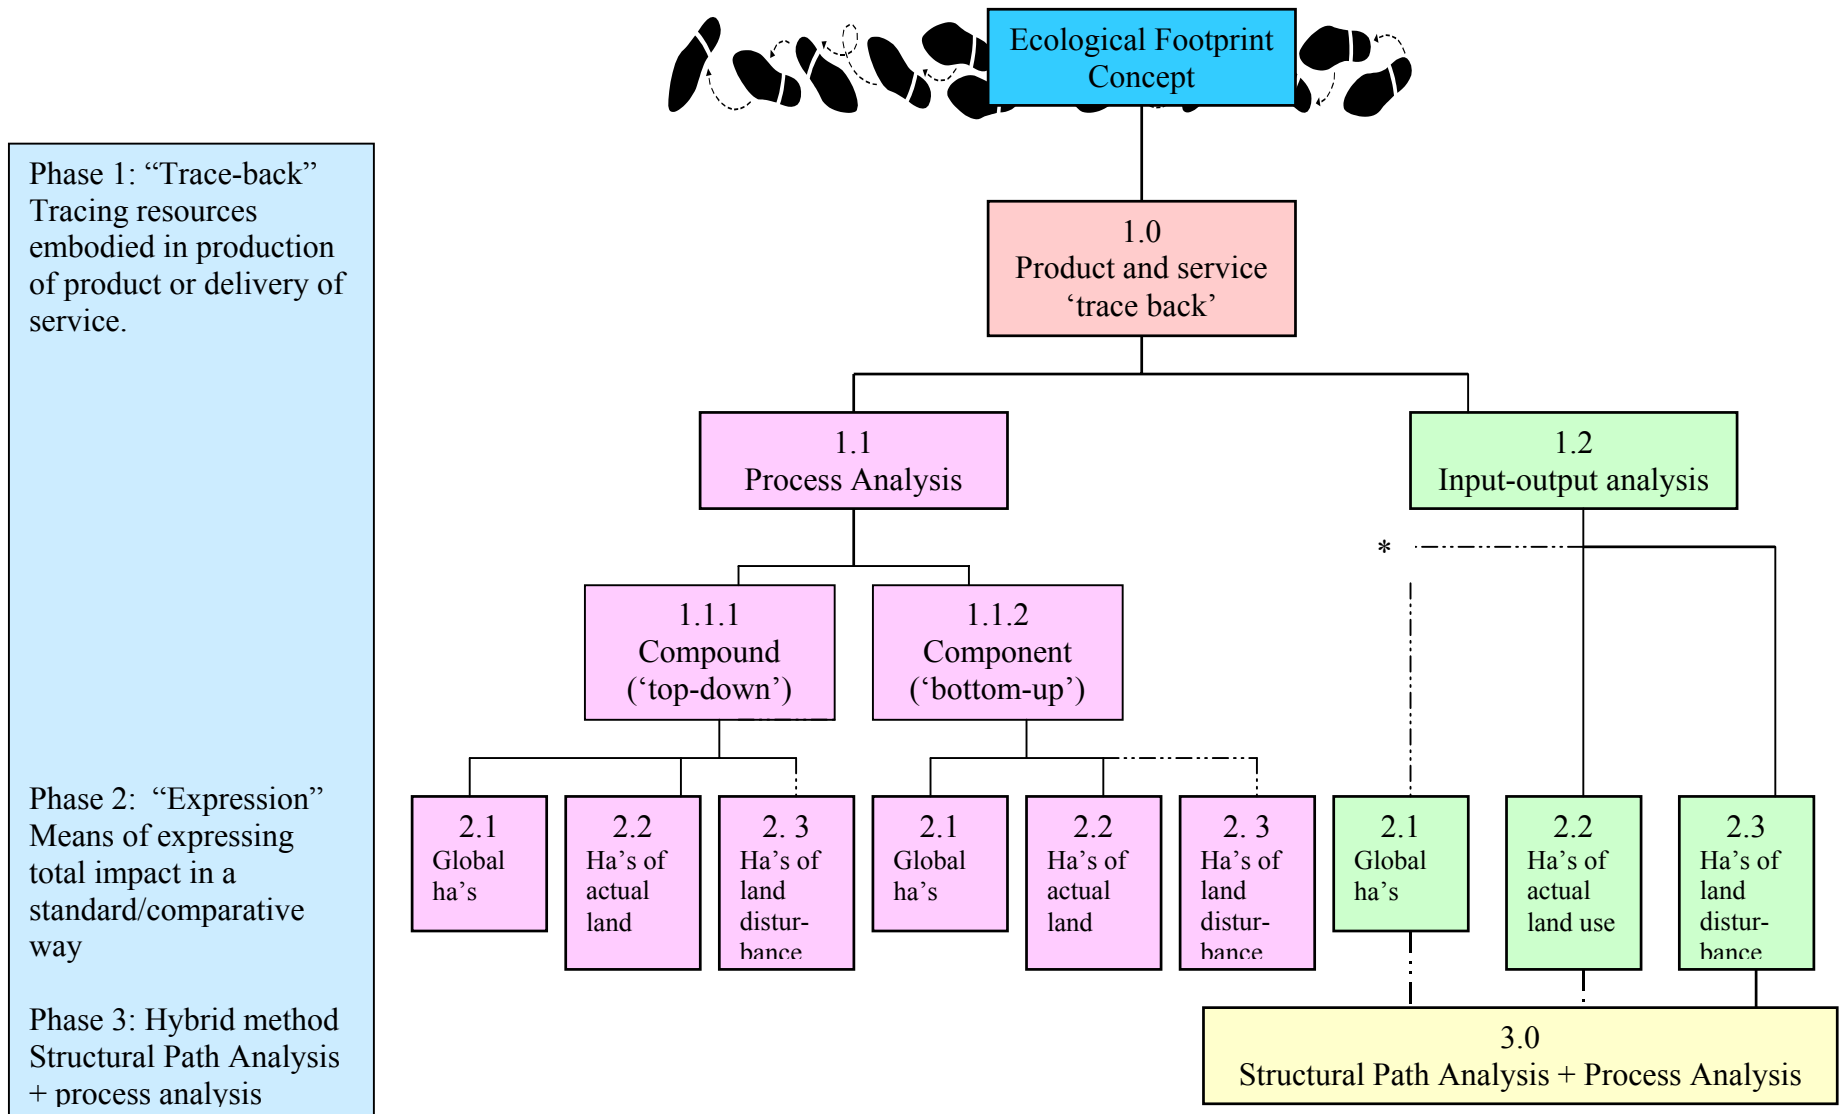 Ecological Footprint
Concept
Phase 1: “Trace-back”
Tracing resources
embodied in production
of product or delivery of
service.
1.0
Product and service
‘trace back’
1.1
Process Analysis
1.2
Input-output analysis
*
1.1.1
Compound
(‘top-down’)
1.1.2
Component
(‘bottom-up’)
Phase 2:  “Expression”
Means of expressing
total impact in a
standard/comparative
way
2.1
Global
ha’s
2.2
Ha’s of
actual
land
2. 3
Ha’s of
land
distur-
bance
2.1
Global
ha’s
2.2
Ha’s of
actual
land
2. 3
Ha’s of
land
distur-
bance
2.1
Global
ha’s
2.2
Ha’s of
actual
land use
2.3
Ha’s of
land
distur-
bance
Phase 3: Hybrid method
Structural Path Analysis
+ process analysis
3.0
Structural Path Analysis + Process Analysis